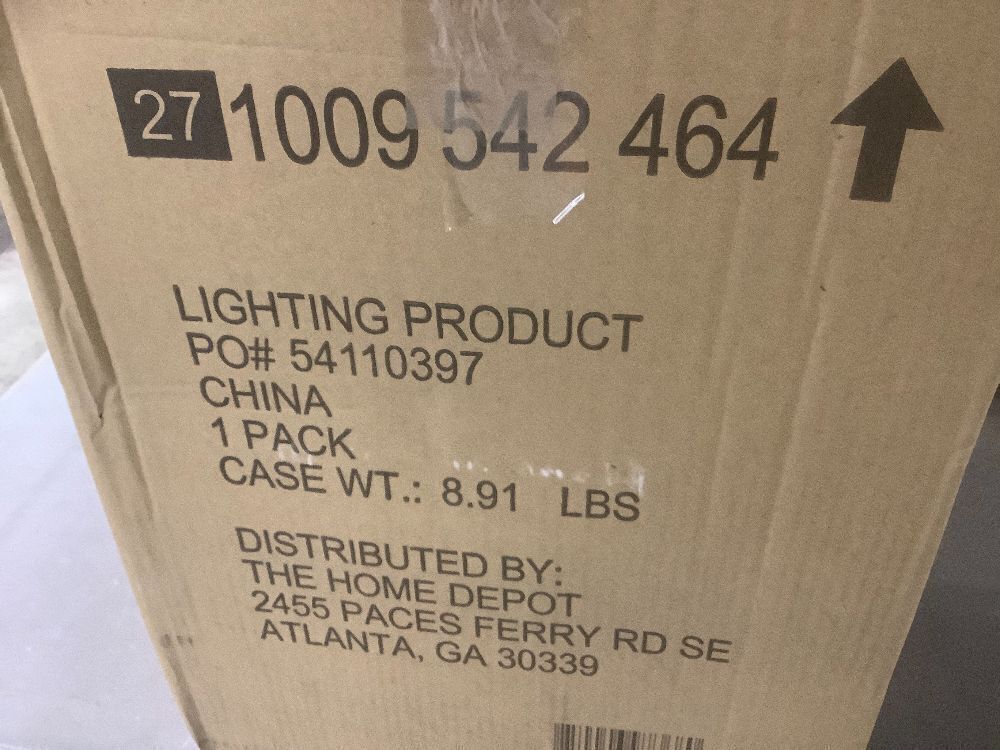 27 1009 542 464
LIGHTING PRODUCT
PO# 54110397
CHINA
1 PACK
CASE WT.: 8.91 LBS
DISTRIBUTED BY:
THE HOME DEPOT
2455 PACES FERRY RD SE
ATLANTA, GA 30339